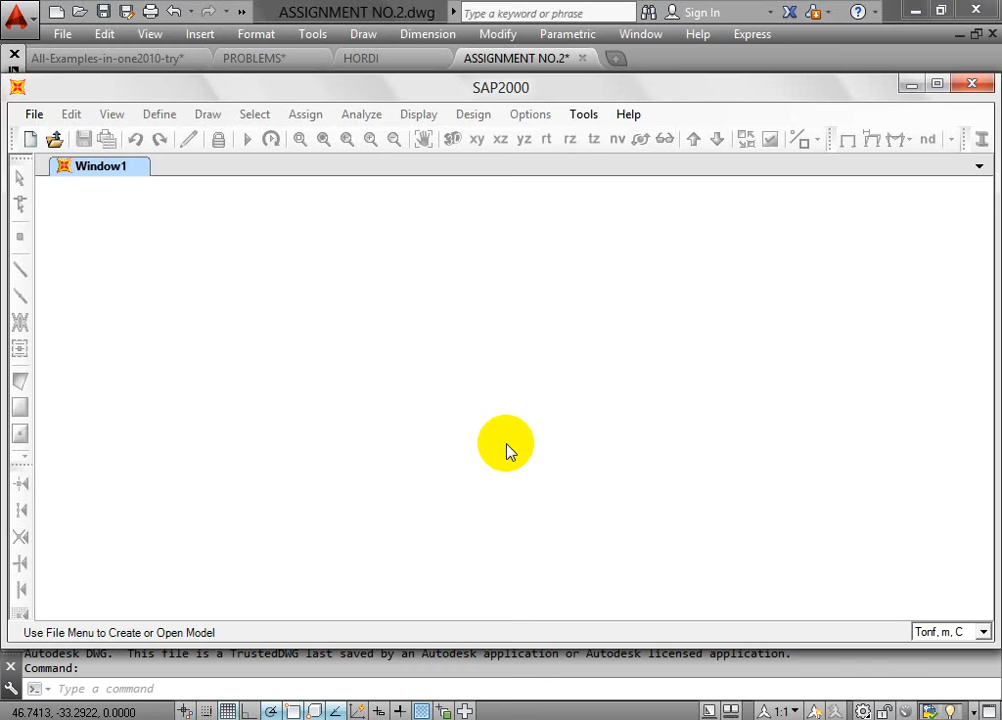 ASSIGNMENT NO.2.dwg
Type a keyword or phrase
Sign In
File Edit View Insert Format Tools Draw Dimension Modify Parametric Window Help Express
All-Examples-in-one2010-try* PROBLEMS* HORDI ASSIGNMENT NO.2*
SAP2000
File Edit View Define Draw Select Assign Analyze Display Design Options Tools Help
3D xy xz yz rt rz tz nv nd
Window1
Use File Menu to Create or Open Model
Tonf, m, C
Autodesk DWG. This file is a TrustedDWG last saved by an Autodesk application or Autodesk licensed application.
Command:
Type a command
46.7413, -33.2922, 0.0000
1:1